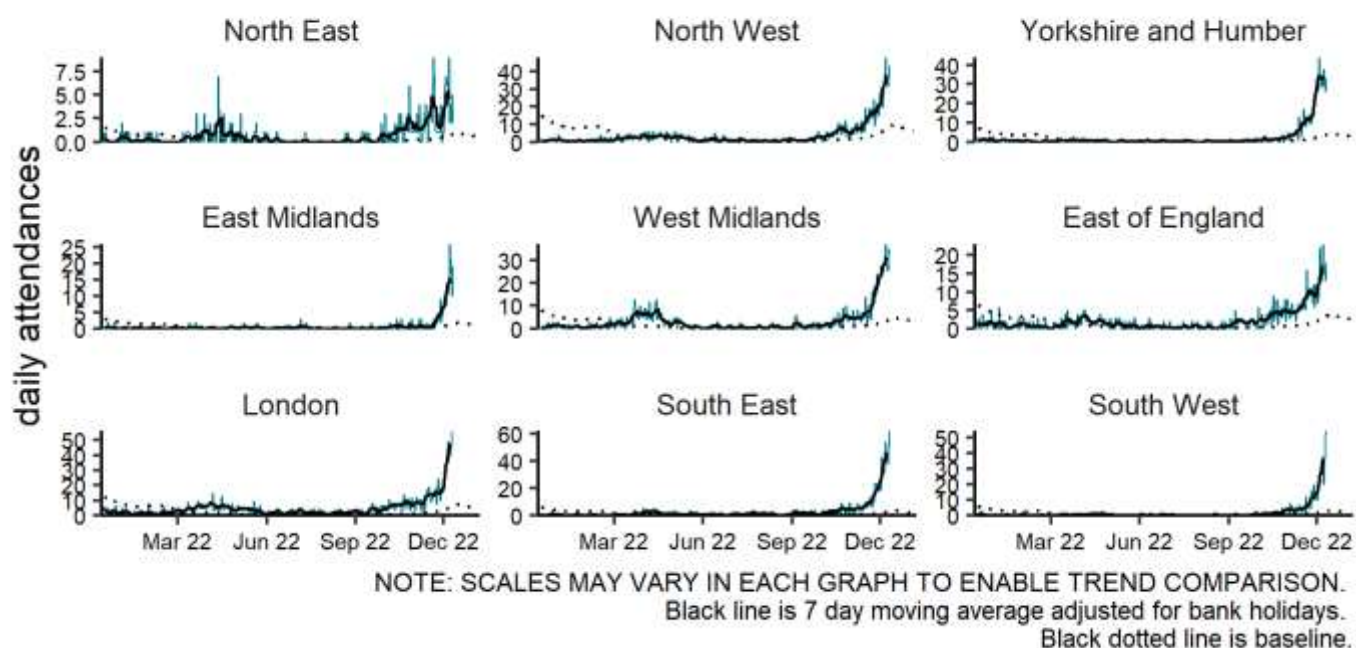 North East
North West
Yorkshire and Humber
7.5
5.0
2.5
0.0
40
30
20
10
0
40
30
20
10
0
daily attendances
East Midlands
West Midlands
East of England
25
20
15
10
5
0
30
20
10
0
20
15
10
5
0
London
South East
South West
50
40
30
20
10
0
60
40
20
0
50
40
30
20
10
0
Mar 22 Jun 22 Sep 22 Dec 22
Mar 22 Jun 22 Sep 22 Dec 22
Mar 22 Jun 22 Sep 22 Dec 22
NOTE: SCALES MAY VARY IN EACH GRAPH TO ENABLE TREND COMPARISON.
Black line is 7 day moving average adjusted for bank holidays.
Black dotted line is baseline.